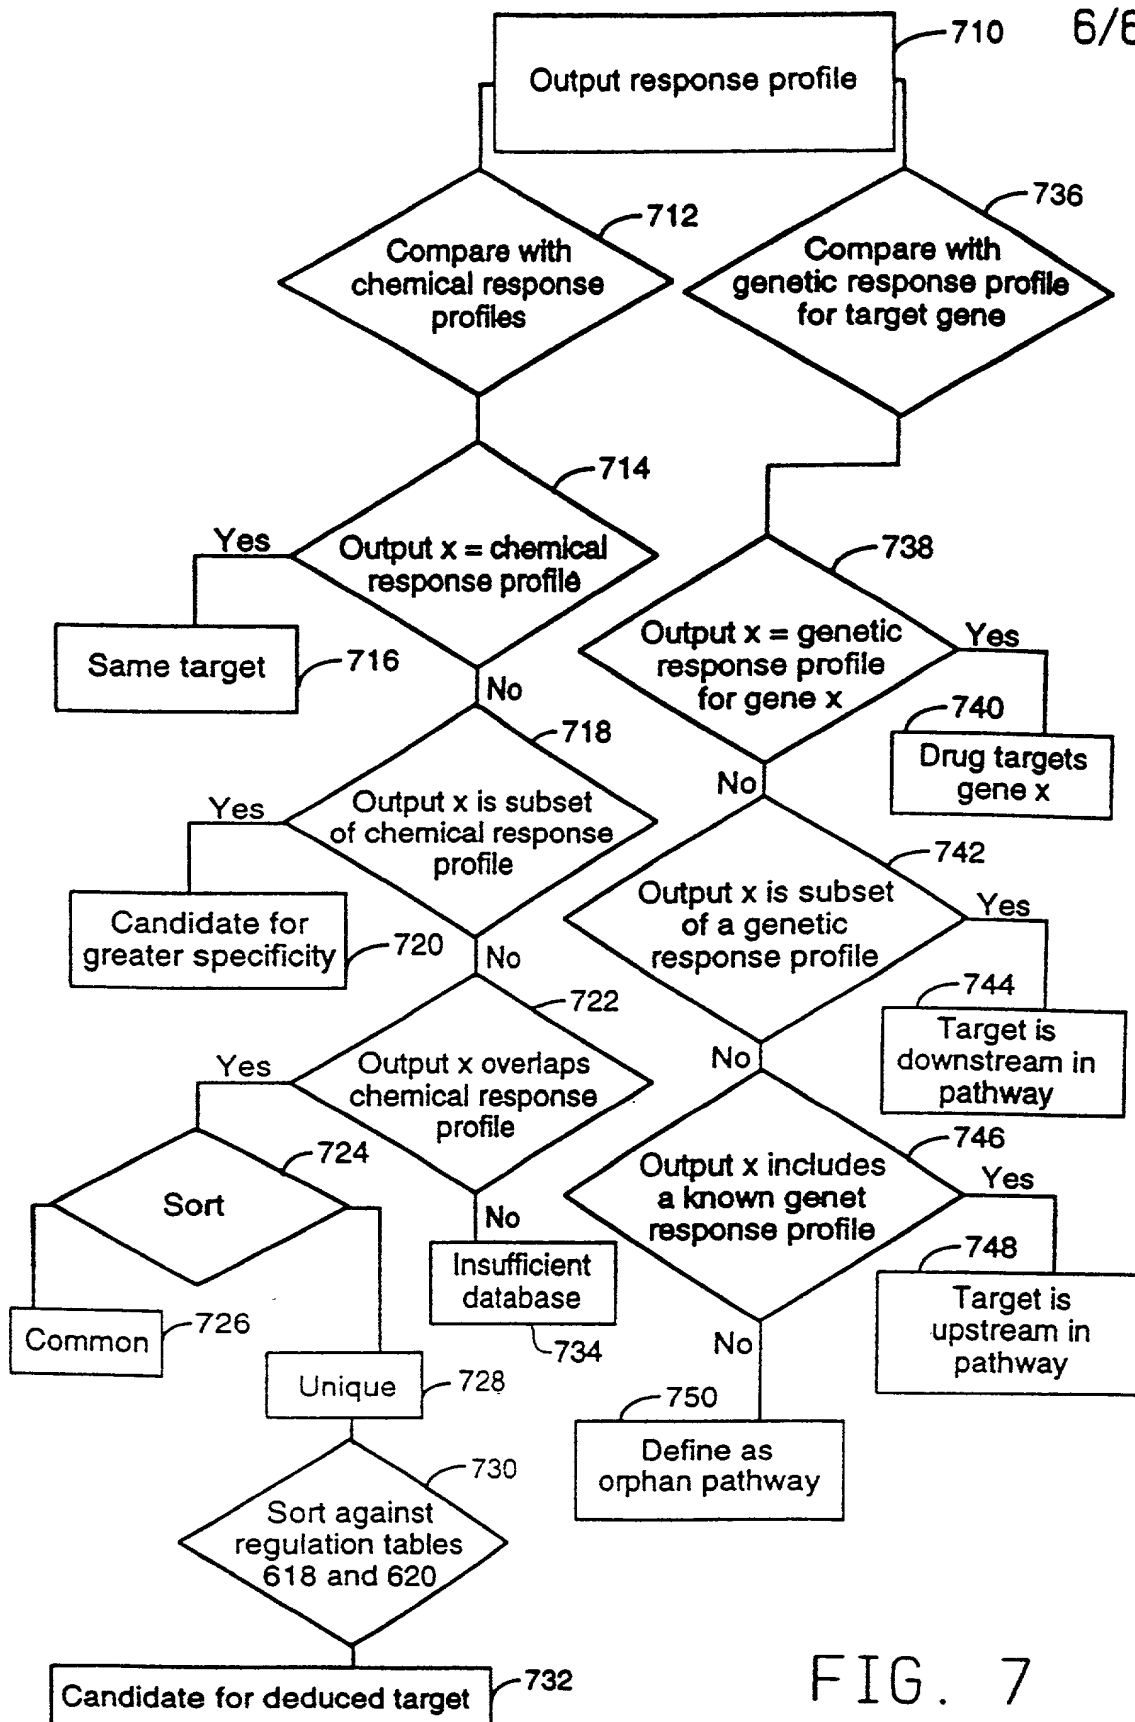 6/6
710
Output response profile
712
Compare with
chemical response
profiles
736
Compare with
genetic response profile
for target gene
714
Yes
Output x = chemical
response profile
Same target
716
No
738
Output x = genetic
response profile
for gene x
Yes
740
Drug targets
gene x
No
718
Yes
Output x is subset
of chemical response
profile
Candidate for
greater specificity
720
No
742
Output x is subset
of a genetic
response profile
Yes
744
Target is
downstream in
pathway
No
722
Yes
Output x overlaps
chemical response
profile
724
Sort
No
Insufficient
database
734
746
Output x includes
a known genet
response profile
Yes
748
Target is
upstream in
pathway
No
Common
726
Unique
728
750
Define as
orphan pathway
730
Sort against
regulation tables
618 and 620
Candidate for deduced target
732
FIG. 7